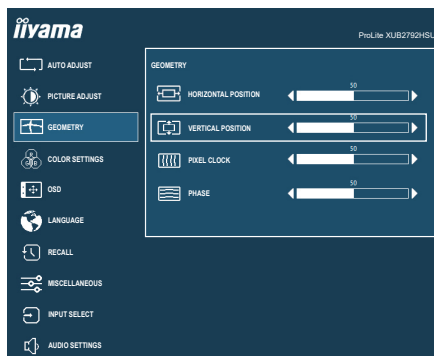 iiyama
ProLite XUB2792HSU
AUTO ADJUST
PICTURE ADJUST
GEOMETRY
COLOR SETTINGS
R
G B
OSD
LANGUAGE
RECALL
MISCELLANEOUS
INPUT SELECT
AUDIO SETTINGS
GEOMETRY
HORIZONTAL POSITION
50
VERTICAL POSITION
50
PIXEL CLOCK
50
PHASE
50